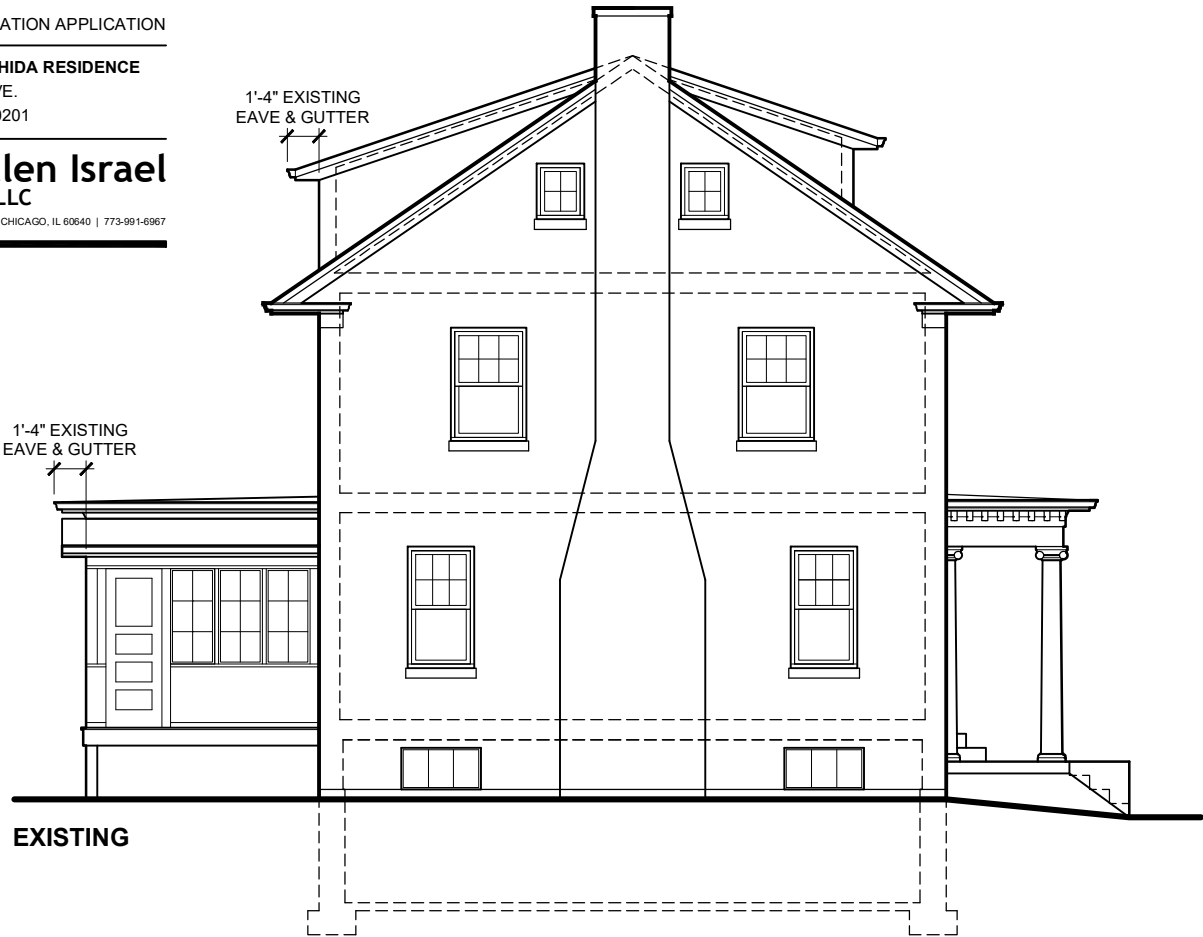 ATION APPLICATION
HIDA RESIDENCE
VE.
0201
len Israel
LLC
CHICAGO, IL 60640 | 773-991-6967
1'-4" EXISTING
EAVE & GUTTER
1'-4" EXISTING
EAVE & GUTTER
EXISTING